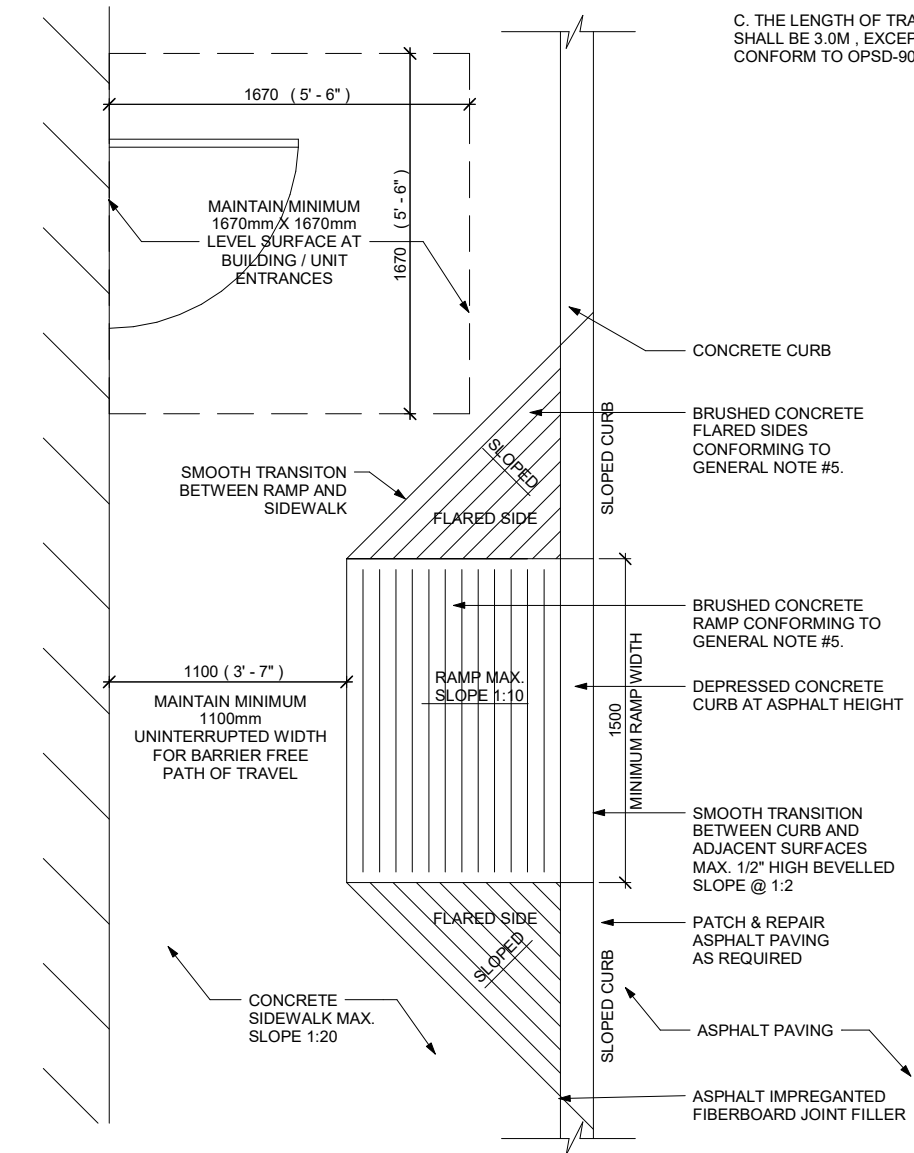 C. THE LENGTH OF TRA
SHALL BE 3.0M , EXCEP
CONFORM TO OPSD-90
1670 ( 5' - 6" )
1670 ( 5' - 6" )
MAINTAIN MINIMUM
1670mm X 1670mm
LEVEL SURFACE AT
BUILDING / UNIT
ENTRANCES
CONCRETE CURB
BRUSHED CONCRETE
FLARED SIDES
CONFORMING TO
GENERAL NOTE #5.
SLOPED CURB
SLOPED
FLARED SIDE
SMOOTH TRANSITON
BETWEEN RAMP AND
SIDEWALK
BRUSHED CONCRETE
RAMP CONFORMING TO
GENERAL NOTE #5.
1100 ( 3' - 7" )
MAINTAIN MINIMUM
1100mm
UNINTERRUPTED WIDTH
FOR BARRIER FREE
PATH OF TRAVEL
RAMP MAX.
SLOPE 1:10
1500
MINIMUM RAMP WIDTH
DEPRESSED CONCRETE
CURB AT ASPHALT HEIGHT
SMOOTH TRANSITION
BETWEEN CURB AND
ADJACENT SURFACES
MAX. 1/2" HIGH BEVELLED
SLOPE @ 1:2
FLARED SIDE
SLOPED
SLOPED CURB
PATCH & REPAIR
ASPHALT PAVING
AS REQUIRED
CONCRETE
SIDEWALK MAX.
SLOPE 1:20
ASPHALT PAVING
ASPHALT IMPREGANTED
FIBERBOARD JOINT FILLER